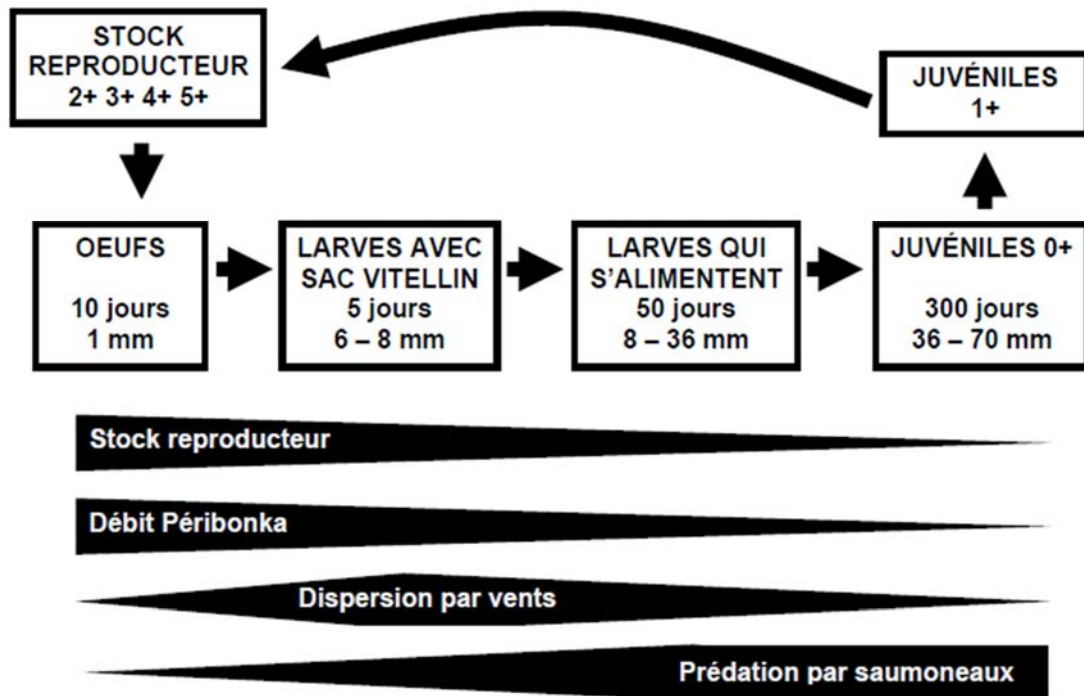 STOCK
REPRODUCTEUR
2+ 3+ 4+ 5+
JUVÉNILES
1+
OEUFS
10 jours
1 mm
LARVES AVEC
SAC VITELLIN
5 jours
6 – 8 mm
LARVES QUI
S’ALIMENTENT
50 jours
8 – 36 mm
JUVÉNILES 0+
300 jours
36 – 70 mm
Stock reproducteur
Débit Péribonka
Dispersion par vents
Prédation par saumoneaux